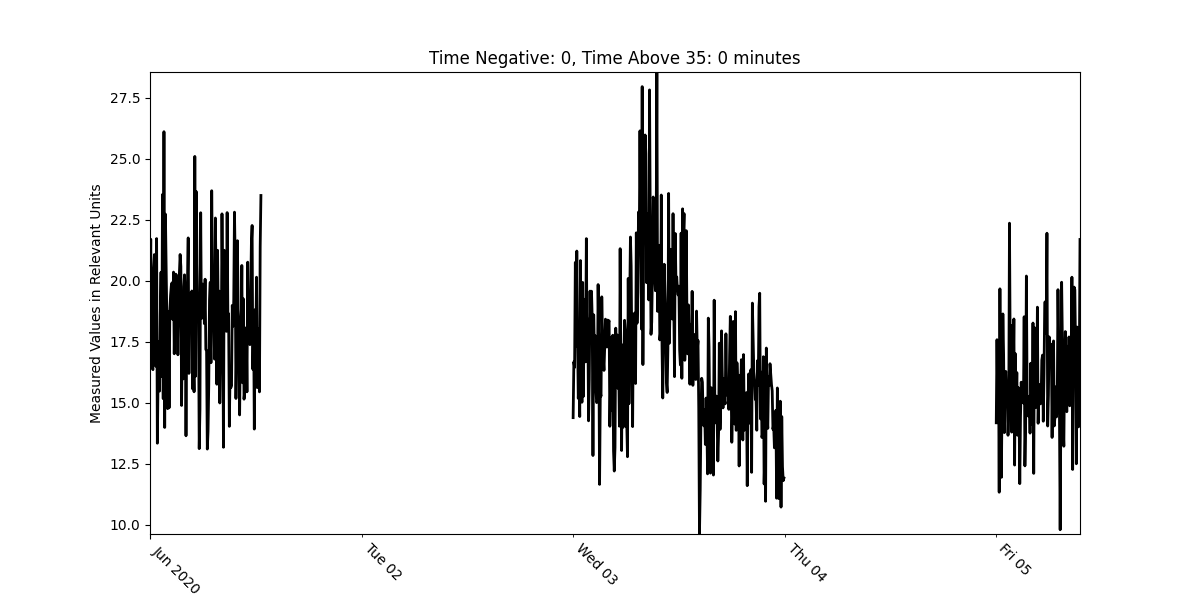 Time Negative: 0, Time Above 35: 0 minutes
Measured Values in Relevant Units
27.5
25.0
22.5
20.0
17.5
15.0
12.5
10.0
Jun 2020
Tue 02
Wed 03
Thu 04
Fri 05